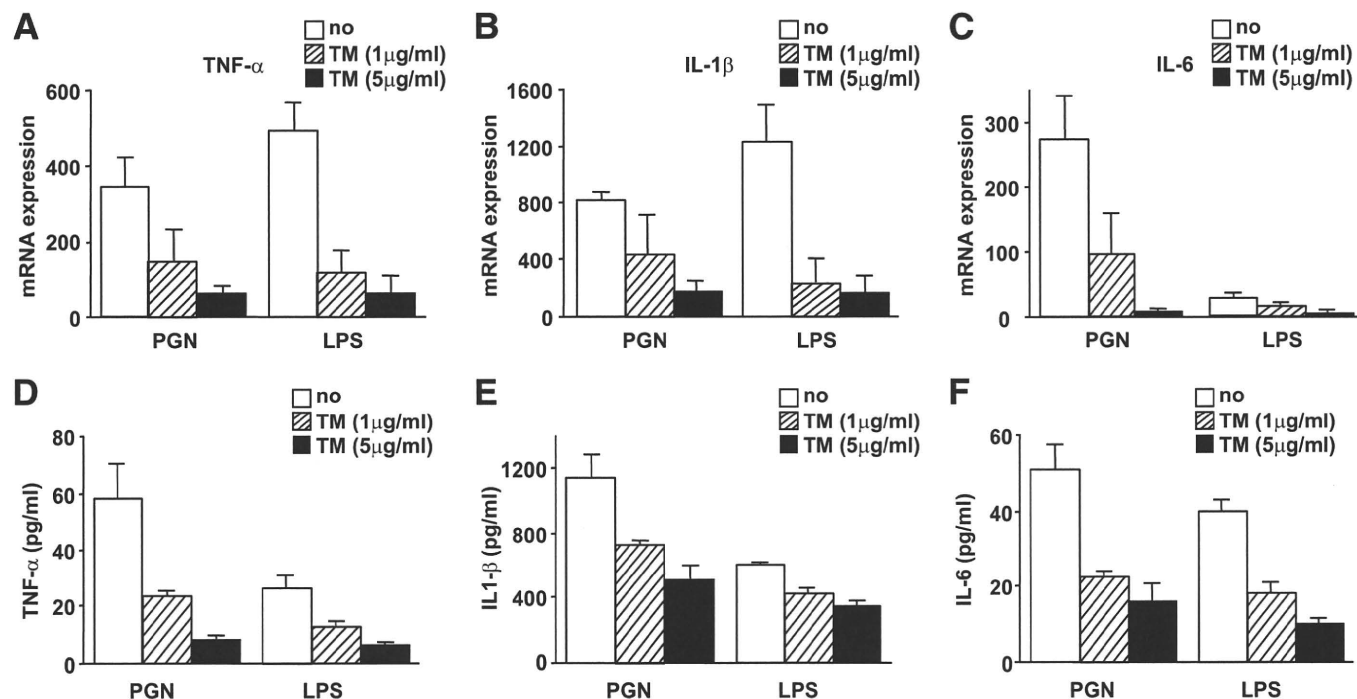 A
TNF-α
no
TM (1μg/ml)
TM (5μg/ml)
mRNA expression
600
400
200
0
PGN
LPS
B
IL-1β
no
TM (1μg/ml)
TM (5μg/ml)
mRNA expression
1600
1200
800
400
0
PGN
LPS
C
IL-6
no
TM (1μg/ml)
TM (5μg/ml)
mRNA expression
300
200
100
0
PGN
LPS
D
no
TM (1μg/ml)
TM (5μg/ml)
TNF-α (pg/ml)
80
60
40
20
0
PGN
LPS
E
no
TM (1μg/ml)
TM (5μg/ml)
IL1-β (pg/ml)
1200
800
400
0
PGN
LPS
F
no
TM (1μg/ml)
TM (5μg/ml)
IL-6 (pg/ml)
60
40
20
0
PGN
LPS